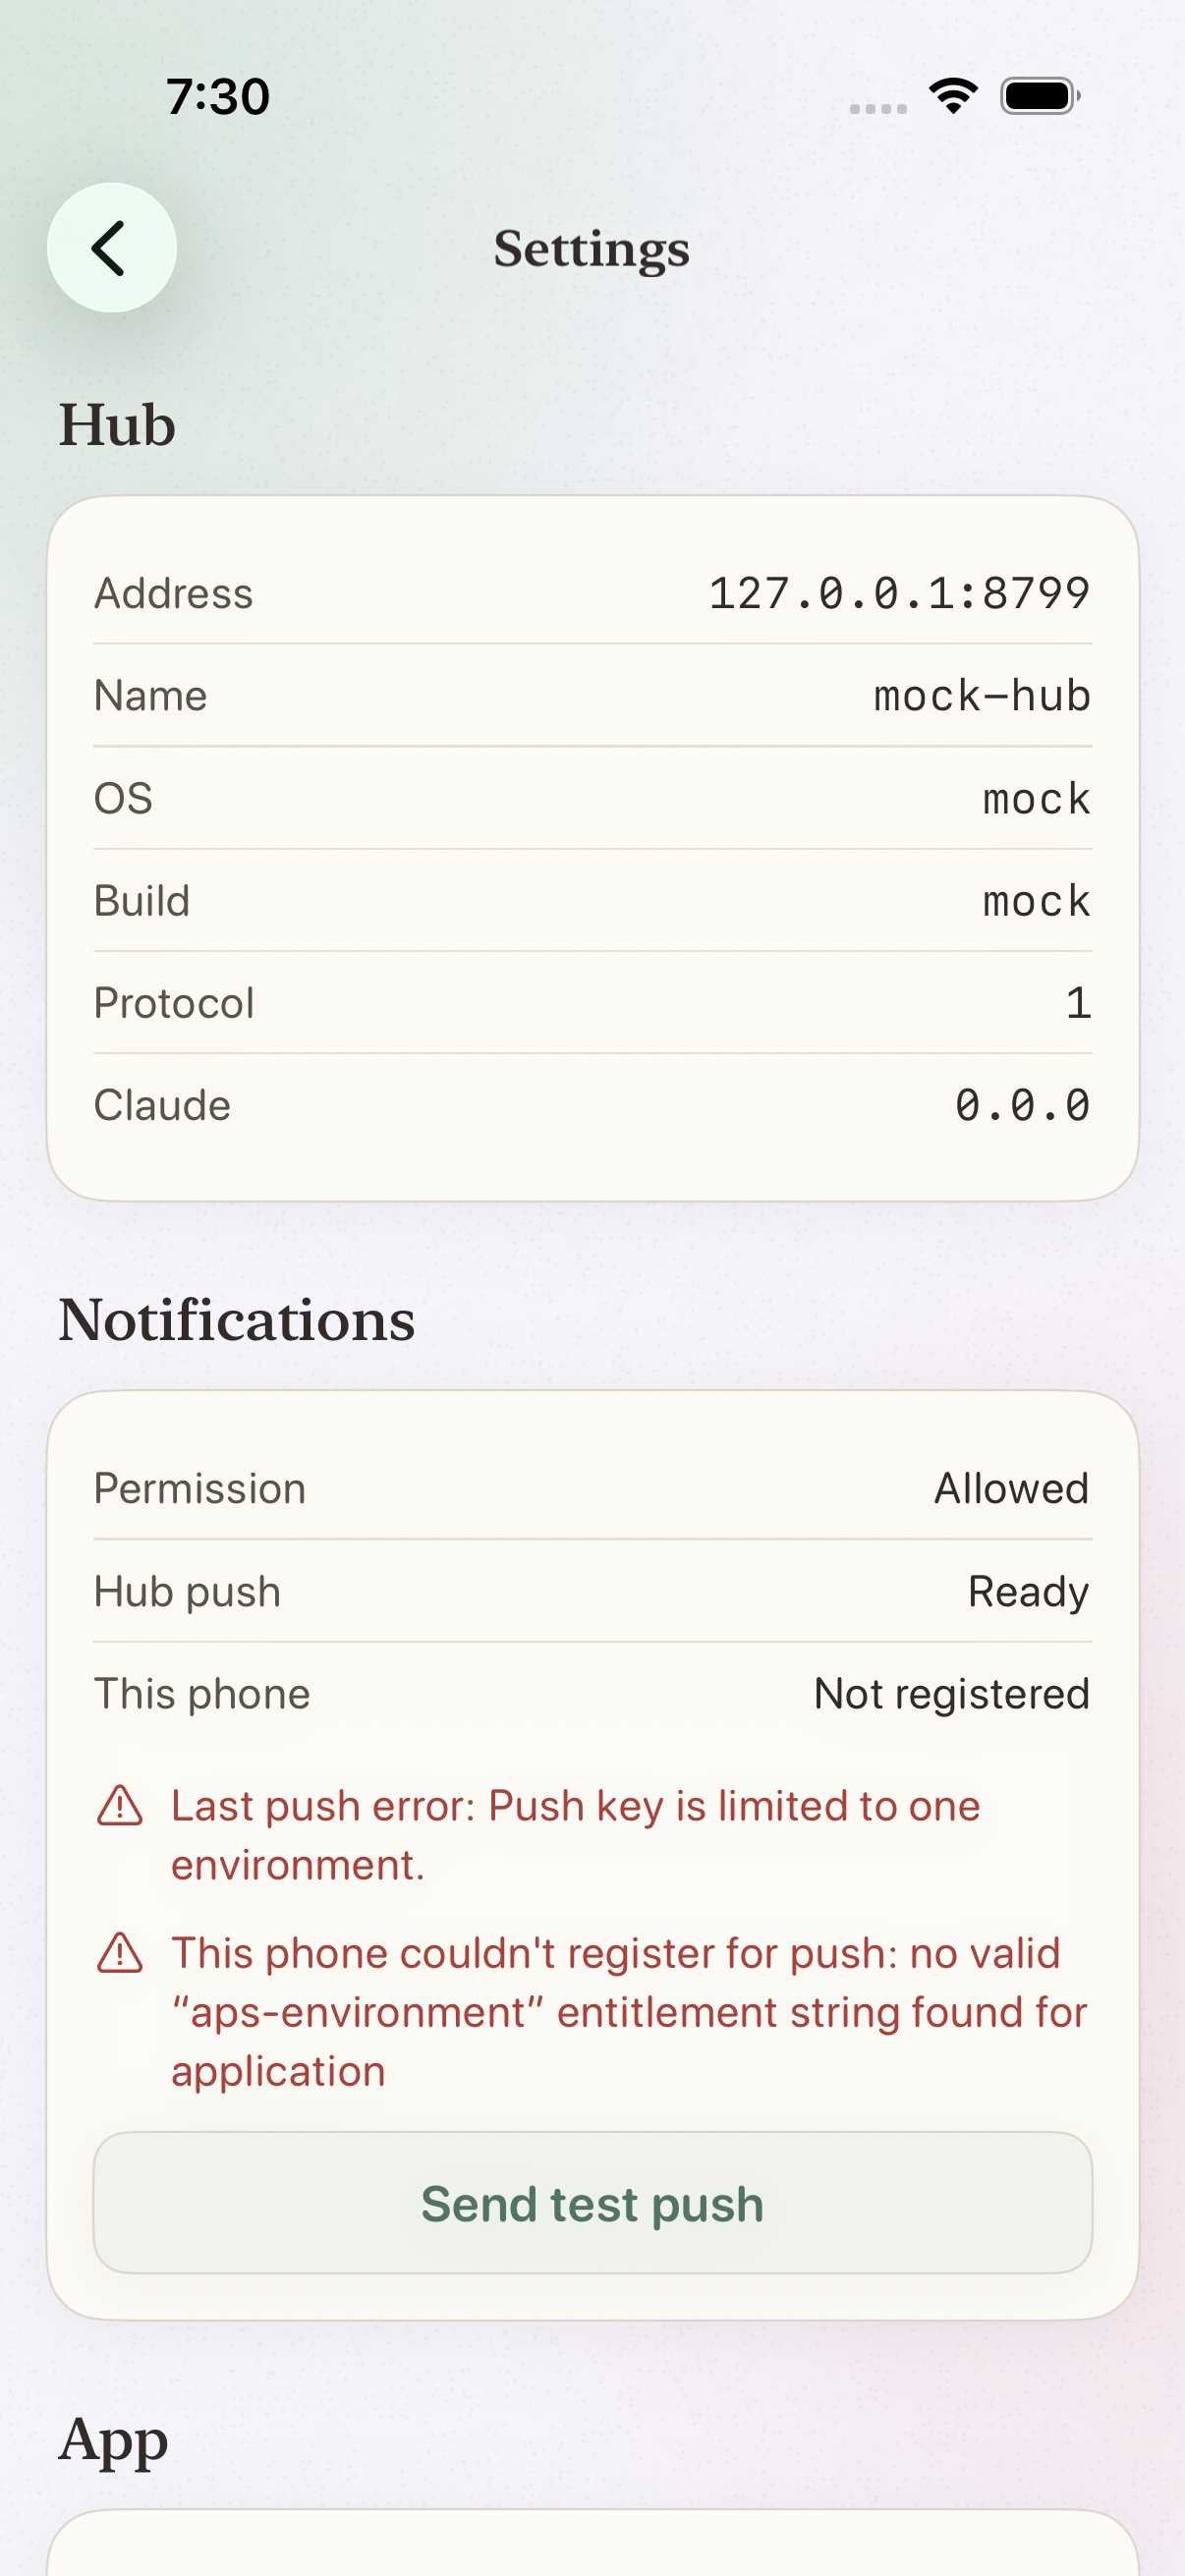 7:30
Settings
Hub
Address 127.0.0.1:8799
Name mock-hub
OS mock
Build mock
Protocol 1
Claude 0.0.0
Notifications
Permission Allowed
Hub push Ready
This phone Not registered
Last push error: Push key is limited to one
environment.
This phone couldn't register for push: no valid
“aps-environment” entitlement string found for
application
Send test push
App